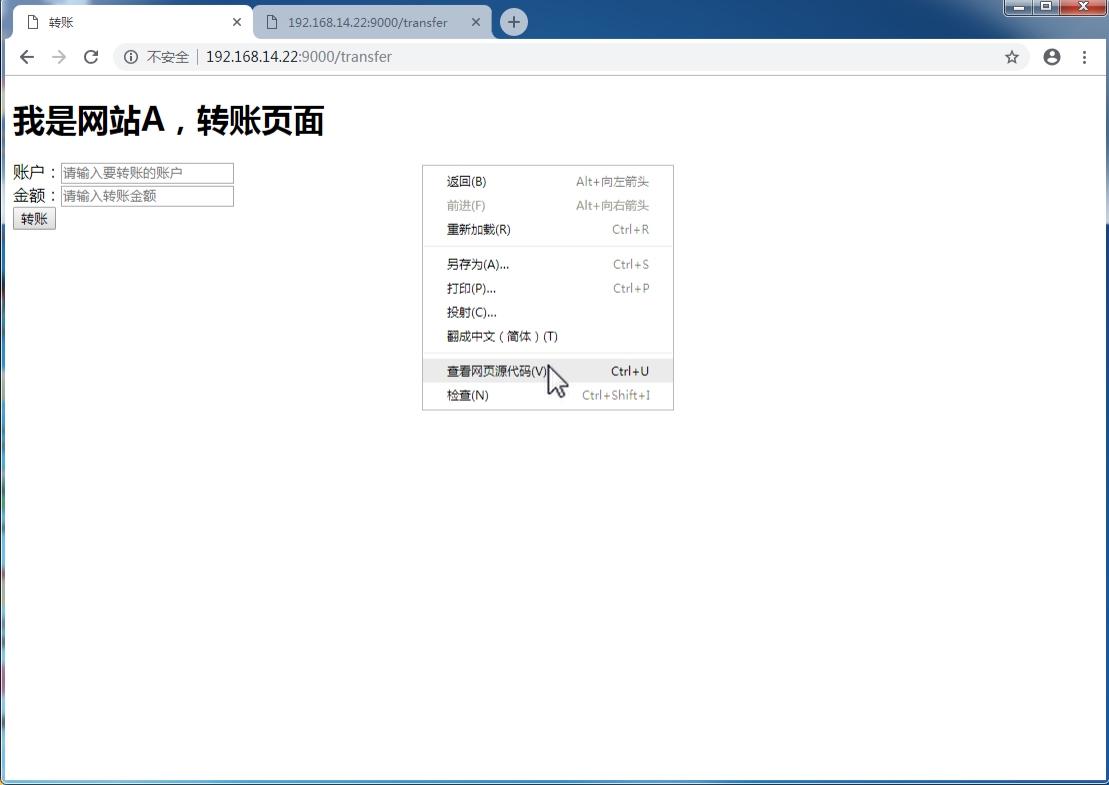 转账
192.168.14.22:9000/transfer
不安全 192.168.14.22:9000/transfer
我是网站A，转账页面
账户：请输入要转账的账户
金额：请输入转账金额
转账
返回(B) Alt+向左箭头
前进(F) Alt+向右箭头
重新加载(R) Ctrl+R
另存为(A)... Ctrl+S
打印(P)... Ctrl+P
投射(C)...
翻成中文（简体）(T)
查看网页源代码(V) Ctrl+U
检查(N) Ctrl+Shift+I